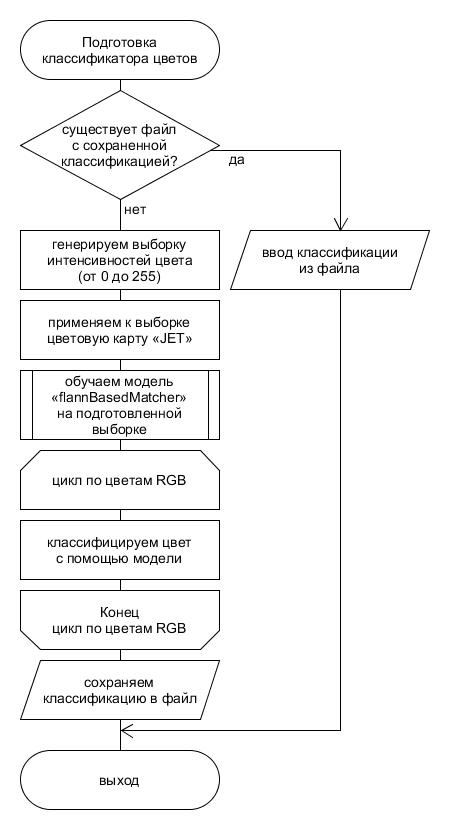 Подготовка
классификатора цветов
существует файл
с сохраненной
классификацией?
да
нет
генерируем выборку
интенсивностей цвета
(от 0 до 255)
ввод классификации
из файла
применяем к выборке
цветовую карту «JET»
обучаем модель
«flannBasedMatcher»
на подготовленной
выборке
цикл по цветам RGB
классифицируем цвет
с помощью модели
Конец
цикл по цветам RGB
сохраняем
классификацию в файл
выход